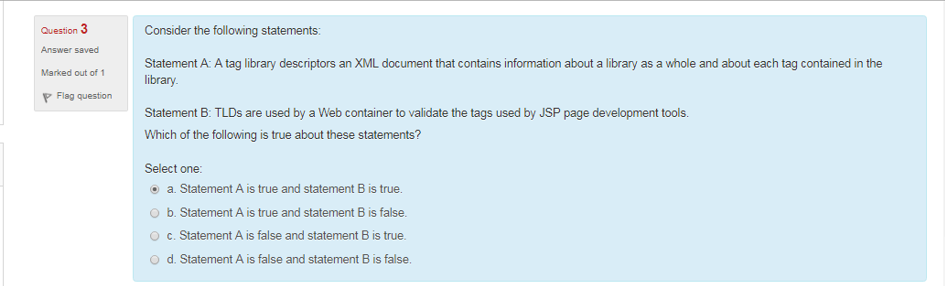 Question 3
Answer saved
Marked out of 1
Flag question
Consider the following statements:
Statement A: A tag library descriptors an XML document that contains information about a library as a whole and about each tag contained in the
library.
Statement B: TLDs are used by a Web container to validate the tags used by JSP page development tools.
Which of the following is true about these statements?
Select one:
a. Statement A is true and statement B is true.
b. Statement A is true and statement B is false.
c. Statement A is false and statement B is true.
d. Statement A is false and statement B is false.